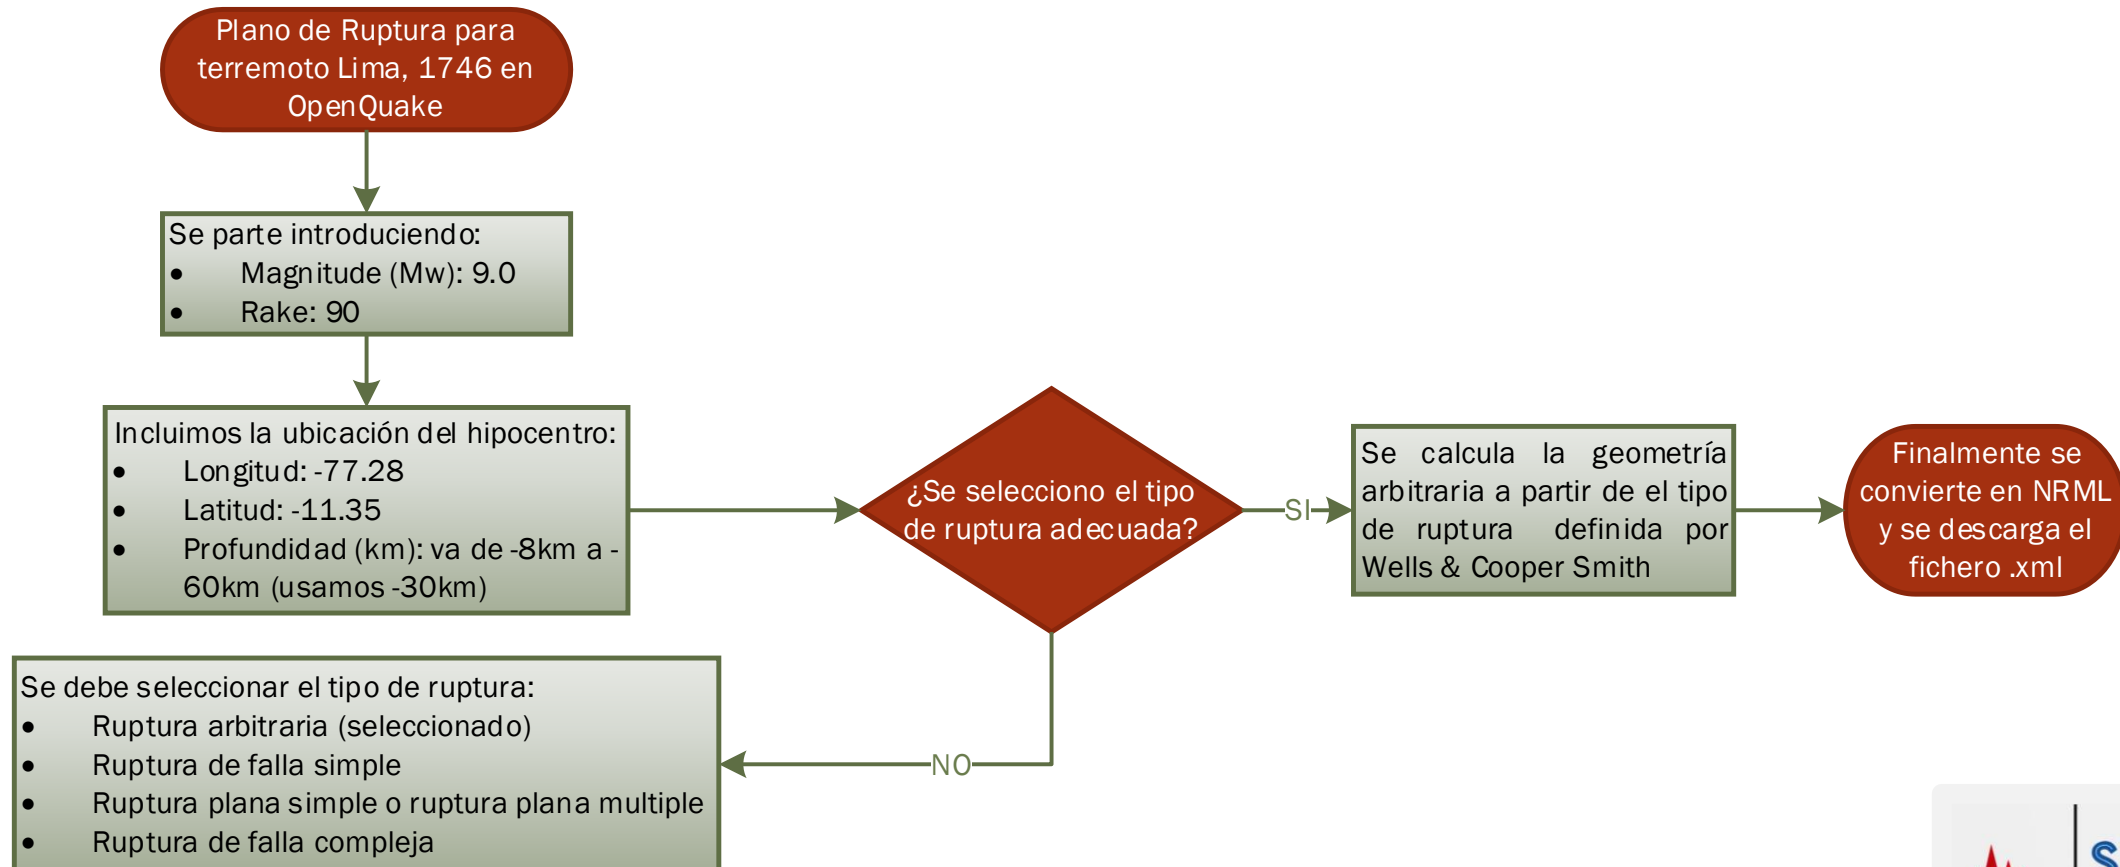 Plano de Ruptura para
terremoto Lima, 1746 en
OpenQuake
Se parte introduciendo:
• Magnitude (Mw): 9.0
• Rake: 90
Incluimos la ubicación del hipocentro:
• Longitud: -77.28
• Latitud: -11.35
• Profundidad (km): va de -8km a -
60km (usamos -30km)
¿Se selecciono el tipo
de ruptura adecuada?
SI
Se calcula la geometría
arbitraria a partir de el tipo
de ruptura definida por
Wells & Cooper Smith
Finalmente se
convierte en NRML
y se descarga el
fichero .xml
NO
Se debe seleccionar el tipo de ruptura:
• Ruptura arbitraria (seleccionado)
• Ruptura de falla simple
• Ruptura plana simple o ruptura plana multiple
• Ruptura de falla compleja